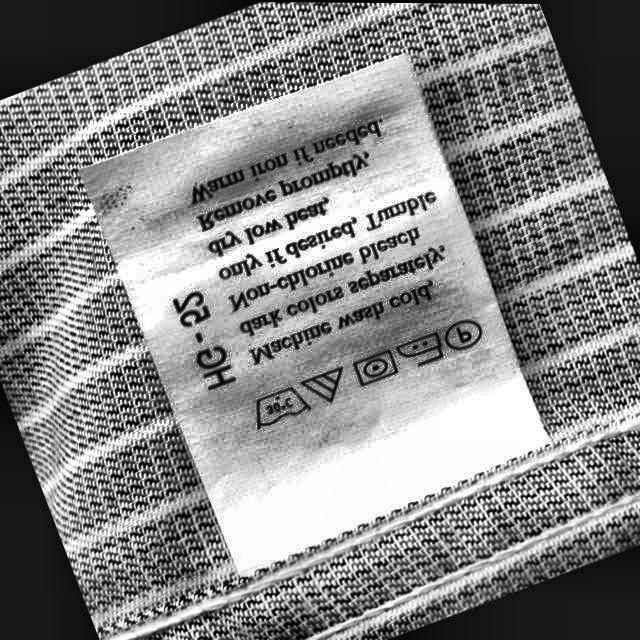 30°C P
Machine wash cold,
dark colors separately.
Non-chlorine bleach
only if desired, Tumble
dry low heat,
Remove promptly,
Warm iron if needed.
HG -